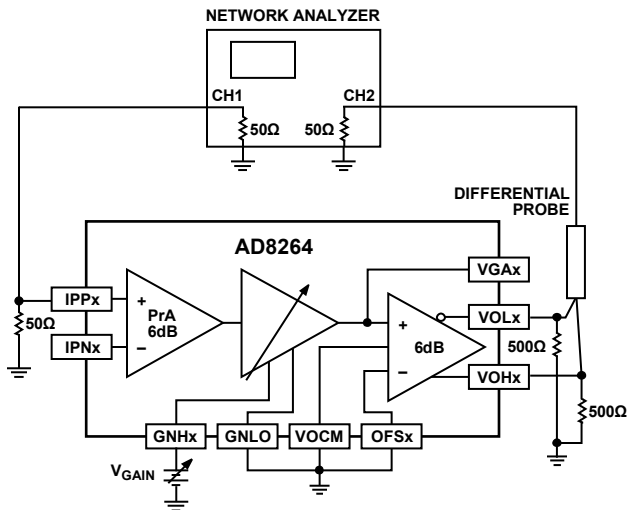 NETWORK ANALYZER
CH1
CH2
50Ω
50Ω
DIFFERENTIAL
PROBE
AD8264
VGAx
IPPx
+
PrA
6dB
–
+
6dB
–
VOLx
50Ω
IPNx
500Ω
VOHx
500Ω
GNHx
GNLO
VOCM
OFSx
VGAIN